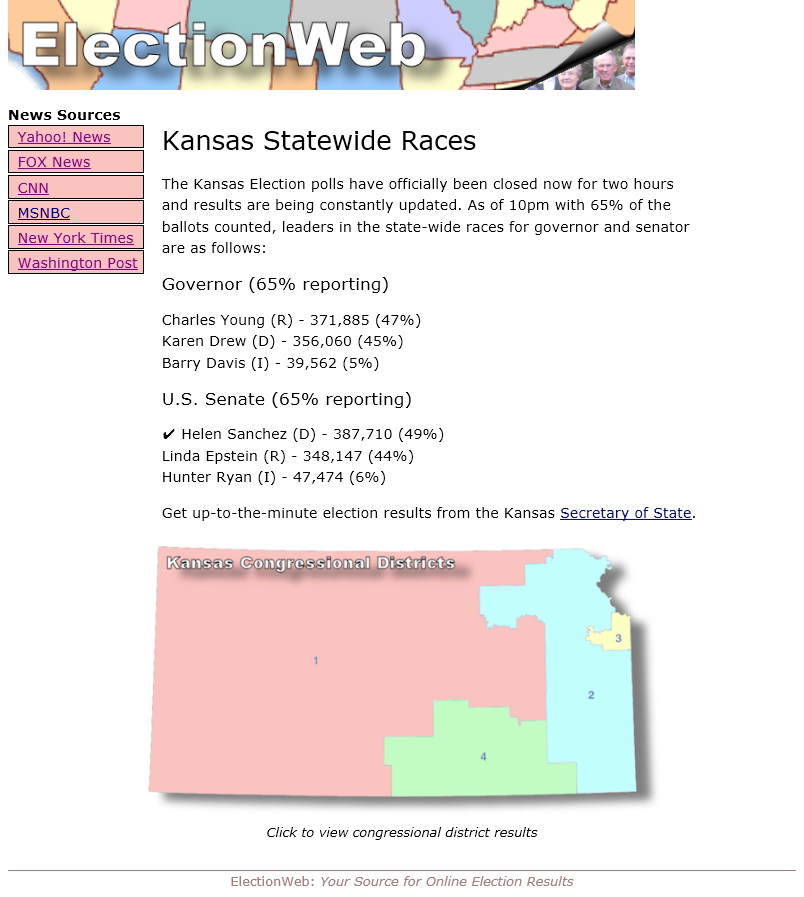 ElectionWeb
News Sources
Yahoo! News
FOX News
CNN
MSNBC
New York Times
Washington Post
Kansas Statewide Races
The Kansas Election polls have officially been closed now for two hours
and results are being constantly updated. As of 10pm with 65% of the
ballots counted, leaders in the state-wide races for governor and senator
are as follows:
Governor (65% reporting)
Charles Young (R) - 371,885 (47%)
Karen Drew (D) - 356,060 (45%)
Barry Davis (I) - 39,562 (5%)
U.S. Senate (65% reporting)
✔ Helen Sanchez (D) - 387,710 (49%)
Linda Epstein (R) - 348,147 (44%)
Hunter Ryan (I) - 47,474 (6%)
Get up-to-the-minute election results from the Kansas Secretary of State.
Kansas Congressional Districts
3
1
2
4
Click to view congressional district results
ElectionWeb: Your Source for Online Election Results